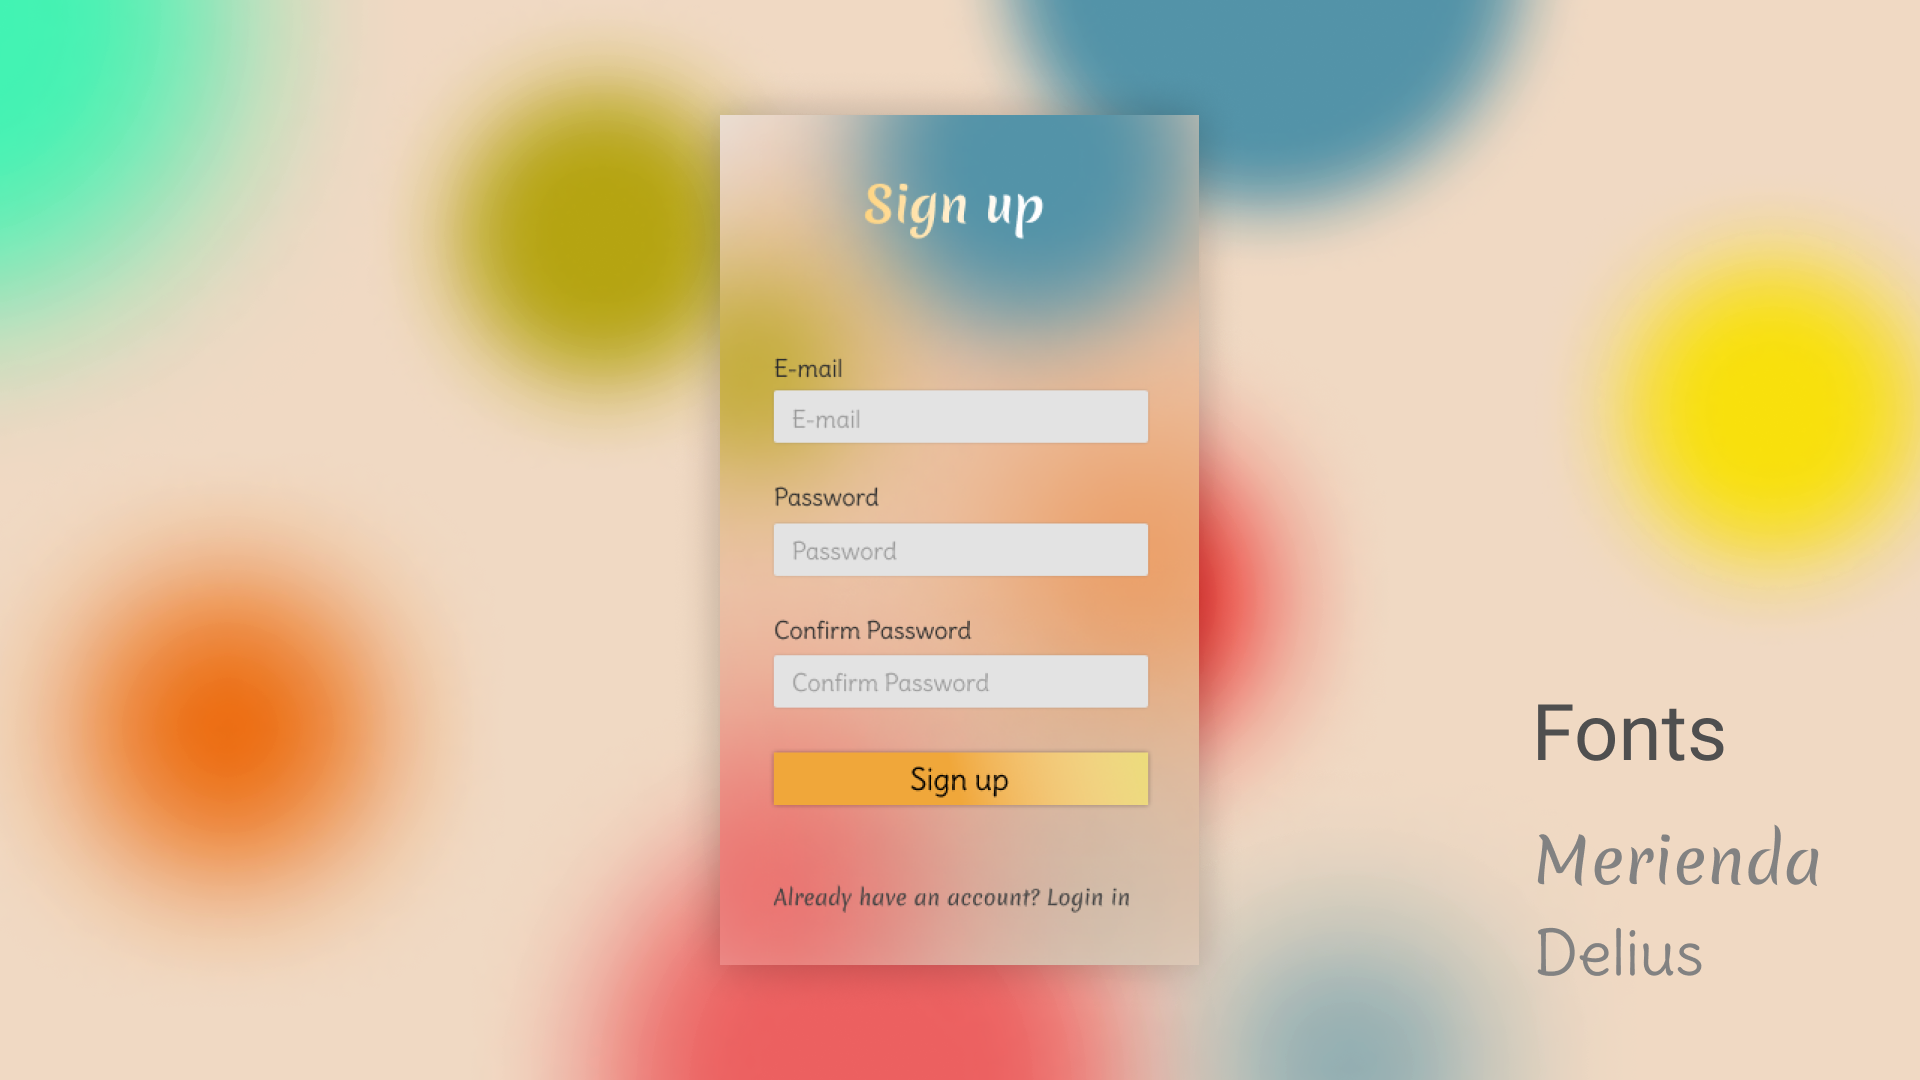 Sign up
E-mail
E-mail
Password
Password
Confirm Password
Confirm Password
Sign up
Already have an account? Login in
Fonts
Merienda
Delius